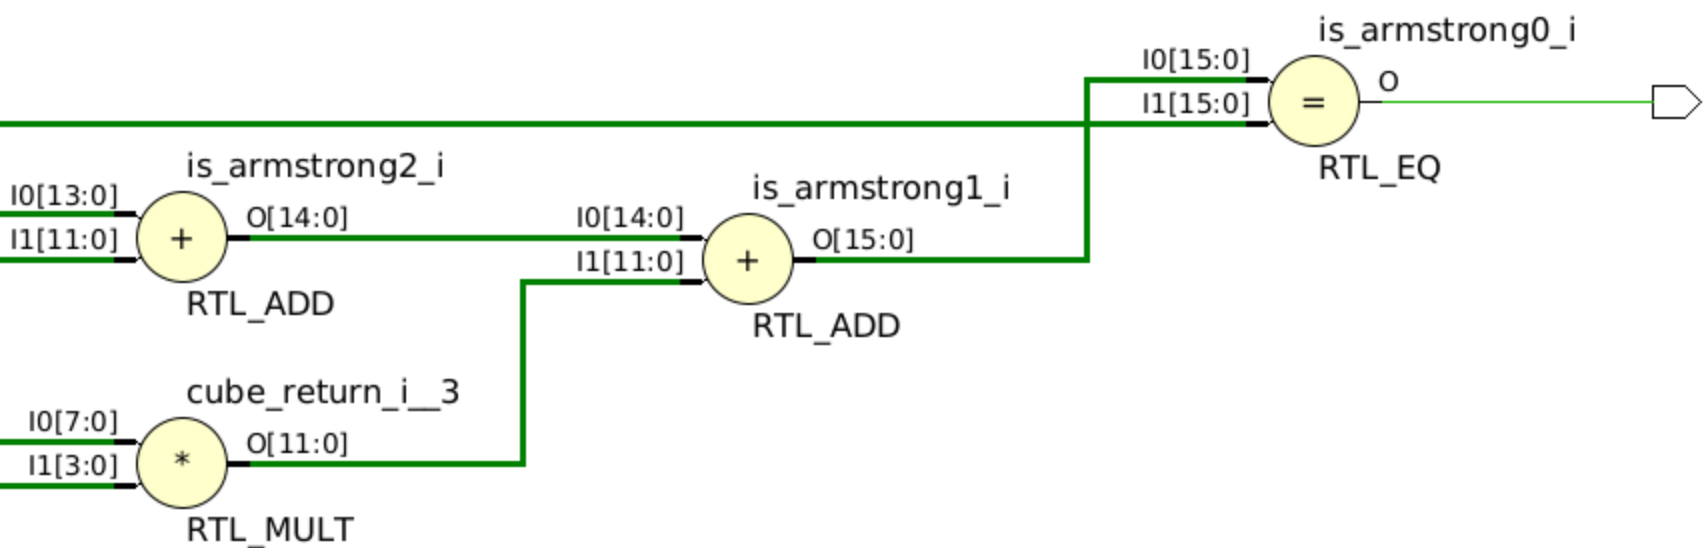 is_armstrong0_i
I0[15:0]
O
I1[15:0]
=
RTL_EQ
is_armstrong2_i
I0[13:0]
O[14:0]
I1[11:0]
+
RTL_ADD
is_armstrong1_i
I0[14:0]
O[15:0]
I1[11:0]
+
RTL_ADD
cube_return_i__3
I0[7:0]
O[11:0]
I1[3:0]
*
RTL_MULT